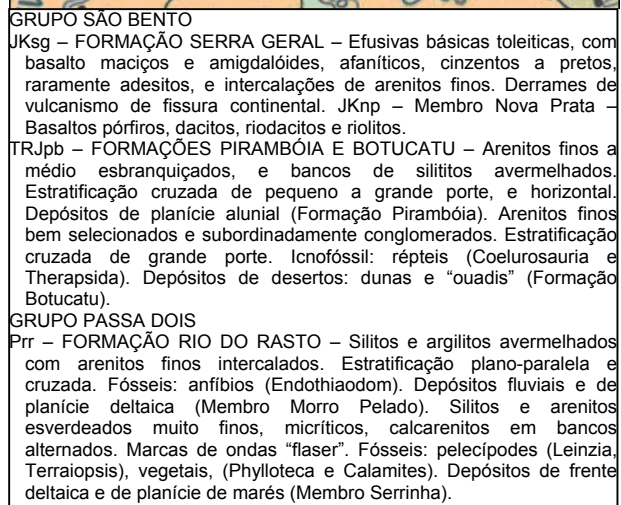 GRUPO SÃO BENTO
JKsg – FORMAÇÃO SERRA GERAL – Efusivas básicas toleiticas, com
basalto maciços e amigdalóides, afaníticos, cinzentos a pretos,
raramente adesitos, e intercalações de arenitos finos. Derrames de
vulcanismo de fissura continental. JKnp – Membro Nova Prata –
Basaltos pórfiros, dacitos, riodacitos e riolitos.
TRJpb – FORMAÇÕES PIRAMBÓIA E BOTUCATU – Arenitos finos a
médio esbranquiçados, e bancos de silititos avermelhados.
Estratificação cruzada de pequeno a grande porte, e horizontal.
Depósitos de planície alunial (Formação Pirambóia). Arenitos finos
bem selecionados e subordinadamente conglomerados. Estratificação
cruzada de grande porte. Icnofóssil: répteis (Coelurosauria e
Therapsida). Depósitos de desertos: dunas e “ouadis” (Formação
Botucatu).
GRUPO PASSA DOIS
Prr – FORMAÇÃO RIO DO RASTO – Silitos e argilitos avermelhados
com arenitos finos intercalados. Estratificação plano-paralela e
cruzada. Fósseis: anfíbios (Endothiaodom). Depósitos fluviais e de
planície deltaica (Membro Morro Pelado). Silitos e arenitos
esverdeados muito finos, micríticos, calcarenitos em bancos
alternados. Marcas de ondas “flaser”. Fósseis: pelecípodes (Leinzia,
Terraiopsis), vegetais, (Phylloteca e Calamites). Depósitos de frente
deltaica e de planície de marés (Membro Serrinha).